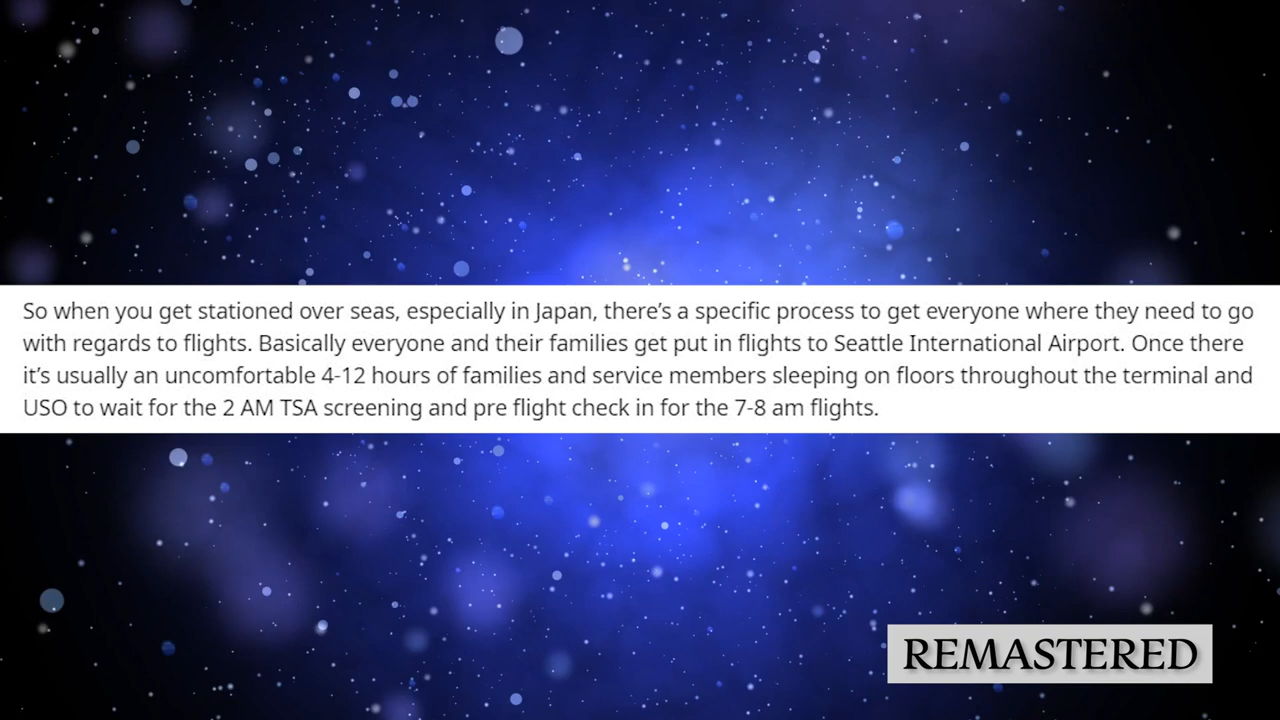 So when you get stationed over seas, especially in Japan, there’s a specific process to get everyone where they need to go
with regards to flights. Basically everyone and their families get put in flights to Seattle International Airport. Once there
it’s usually an uncomfortable 4-12 hours of families and service members sleeping on floors throughout the terminal and
USO to wait for the 2 AM TSA screening and pre flight check in for the 7-8 am flights.
REMASTERED